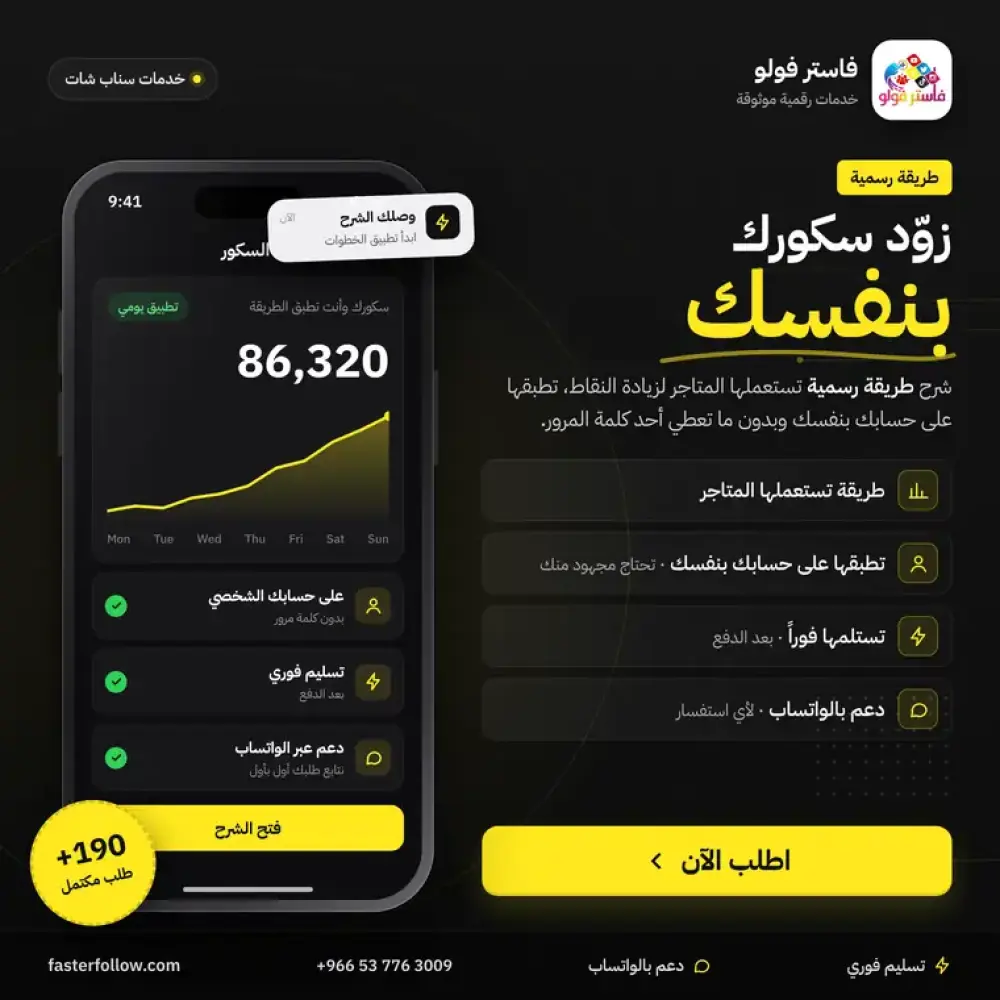 فاستر فولو
فاستر فولو
خدمات رقمية موثوقة
خدمات سناب شات
طريقة رسمية
زوّد سكورك
بنفسك
شرح طريقة رسمية تستعملها المتاجر لزيادة النقاط، تطبقها
على حسابك بنفسك وبدون ما تعطي أحد كلمة المرور.
طريقة تستعملها المتاجر
تطبقها على حسابك بنفسك · تحتاج مجهود منك
تستلمها فوراً · بعد الدفع
دعم بالواتساب · لأي استفسار
اطلب الآن
9:41
وصلك الشرح
الآن
ابدأ تطبيق الخطوات
السكور
سكورك وأنت تطبق الطريقة
تطبيق يومي
86,320
Mon Tue Wed Thu Fri Sat Sun
على حسابك الشخصي
بدون كلمة مرور
تسليم فوري
بعد الدفع
دعم عبر الواتساب
نتابع طلبك أول بأول
فتح الشرح
+190
طلب مكتمل
تسليم فوري
دعم بالواتساب
+966 53 776 3009
fasterfollow.com